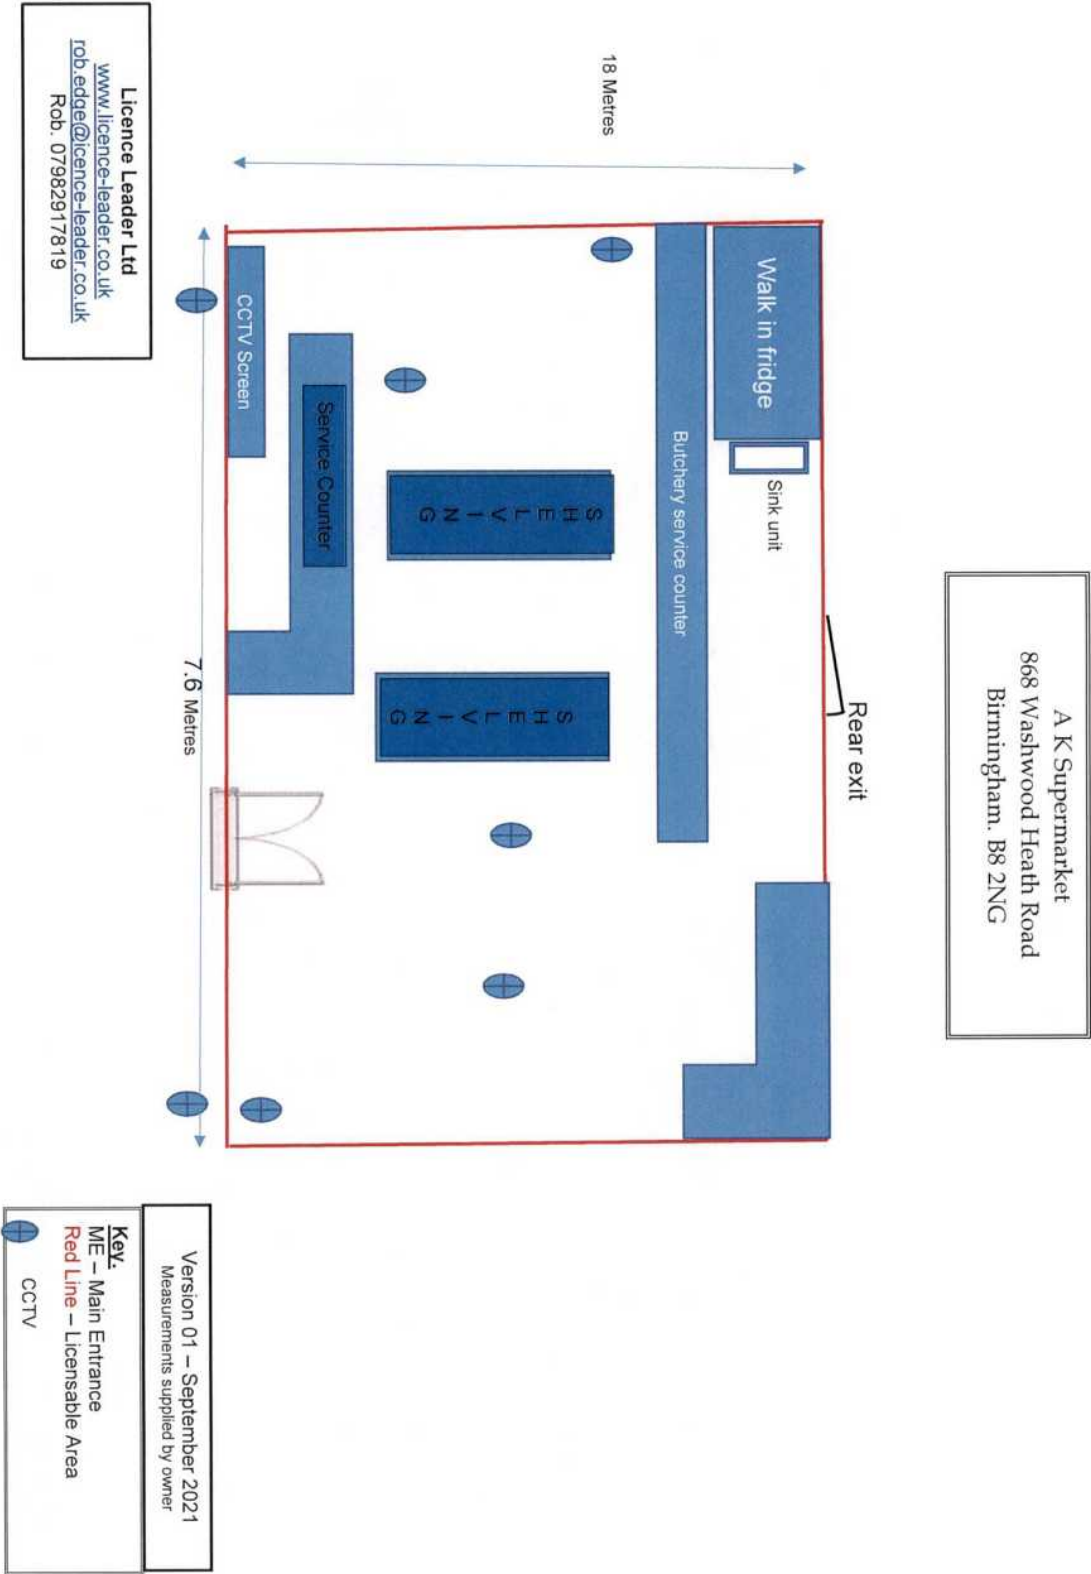 A K Supermarket
868 Washwood Heath Road
Birmingham. B8 2NG
Rear exit
18 Metres
Walk in fridge
Sink unit
Butchery service counter
SHELVING
SHELVING
Service Counter
CCTV Screen
7.6 Metres
Licence Leader Ltd
www.licence-leader.co.uk
rob.edge@icence-leader.co.uk
Rob. 07982917819
Version 01 – September 2021
Measurements supplied by owner
Key.
ME – Main Entrance
Red Line – Licensable Area
CCTV